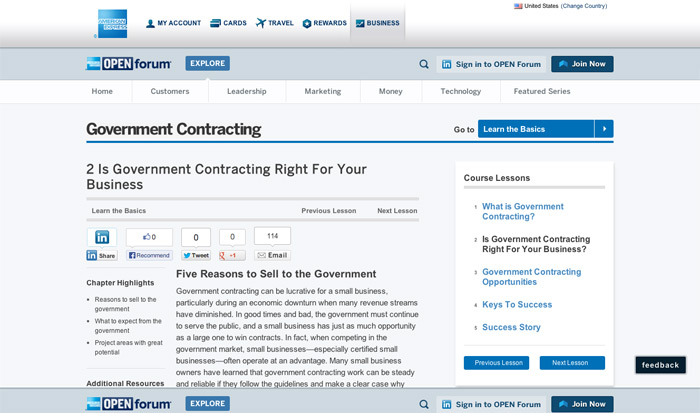 United States (Change Country)
AMERICAN EXPRESS
MY ACCOUNT CARDS TRAVEL REWARDS BUSINESS
OPEN forum EXPLORE Sign in to OPEN Forum Join Now
Home Customers Leadership Marketing Money Technology Featured Series
Government Contracting Go to Learn the Basics
2 Is Government Contracting Right For Your
Business
Learn the Basics Previous Lesson Next Lesson
0 0 0 114
Share Recommend Tweet +1 Email
Chapter Highlights
Reasons to sell to the
government
What to expect from the
government
Project areas with great
potential
Additional Resources
Five Reasons to Sell to the Government
Government contracting can be lucrative for a small business,
particularly during an economic downturn when many revenue streams
have diminished. In good times and bad, the government must continue
to serve the public, and a small business has just as much opportunity
as a large one to win contracts. In fact, when competing in the
government market, small businesses—especially certified small
businesses—often operate at an advantage. Many small business
owners have learned that government contracting work can be steady
and reliable if they follow the guidelines and make a clear case why
Course Lessons
1 What is Government
Contracting?
2 Is Government Contracting
Right For Your Business?
3 Government Contracting
Opportunities
4 Keys To Success
5 Success Story
Previous Lesson Next Lesson
feedback
OPEN forum EXPLORE Sign in to OPEN Forum Join Now